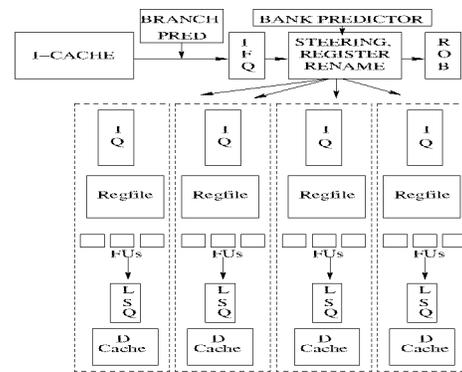 BRANCH
PRED
BANK PREDICTOR
I-CACHE
I
F
Q
STEERING,
REGISTER
RENAME
R
O
B
I
Q
I
Q
I
Q
I
Q
Regfile
Regfile
Regfile
Regfile
FUs
FUs
FUs
FUs
L
S
Q
L
S
Q
L
S
Q
L
S
Q
D
Cache
D
Cache
D
Cache
D
Cache